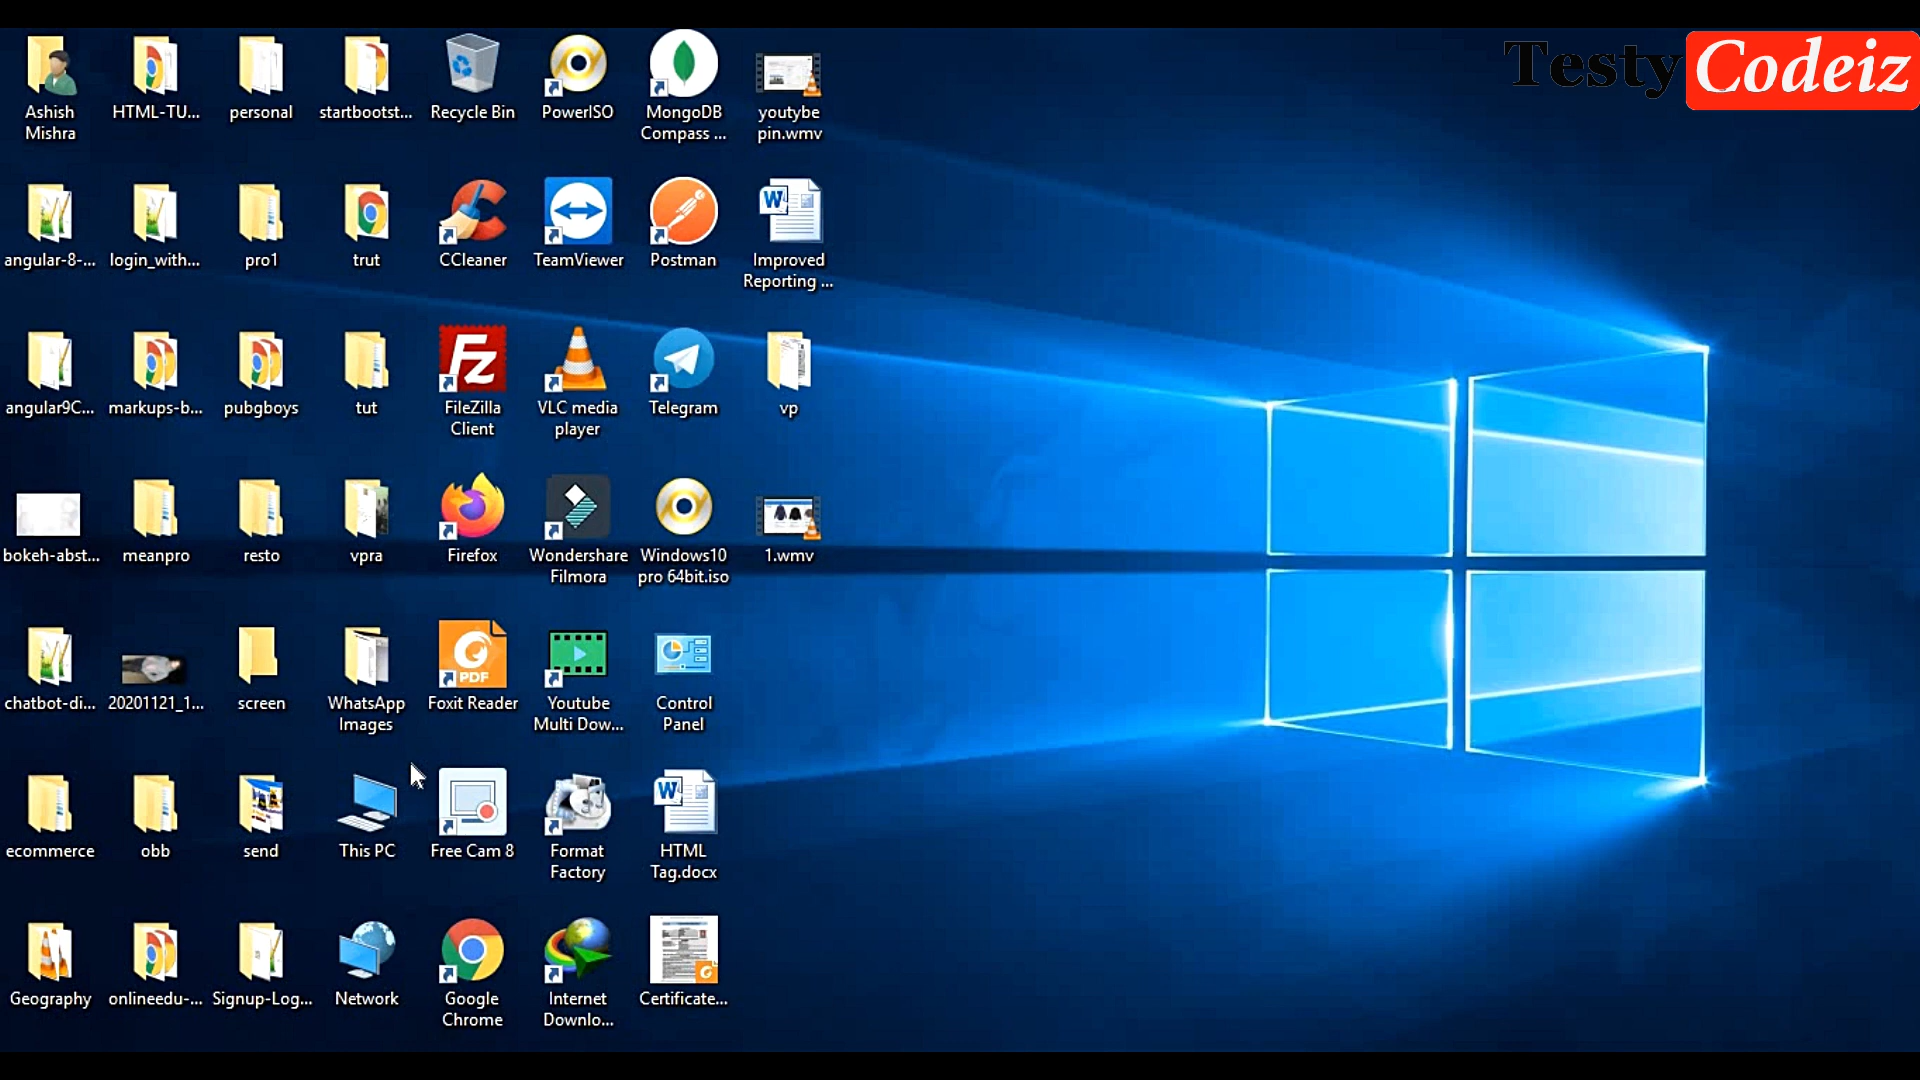 Testy Codeiz
Ashish
Mishra
HTML-TU...
personal
startbootst...
Recycle Bin
PowerISO
MongoDB
Compass ...
youtybe
pin.wmv
angular-8-...
login_with...
pro1
trut
CCleaner
TeamViewer
Postman
Improved
Reporting ...
angular9C...
markups-b...
pubgboys
tut
FileZilla
Client
VLC media
player
Telegram
vp
bokeh-abst...
meanpro
resto
vpra
Firefox
Wondershare
Filmora
Windows10
pro 64bit.iso
1.wmv
chatbot-di...
20201121_1...
screen
WhatsApp
Images
PDF
Foxit Reader
Youtube
Multi Dow...
Control
Panel
ecommerce
obb
send
This PC
Free Cam 8
Format
Factory
HTML
Tag.docx
Geography
onlineedu-...
Signup-Log...
Network
Google
Chrome
Internet
Downlo...
Certificate...